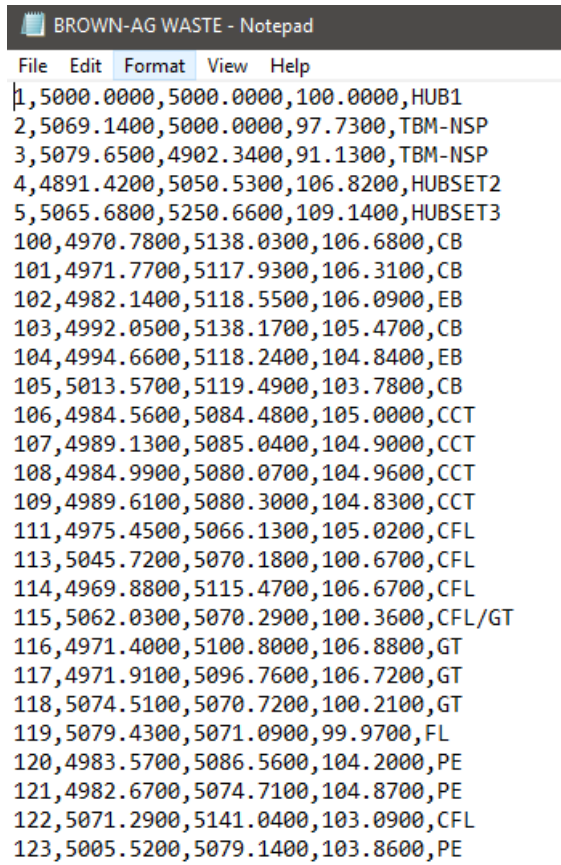 BROWN-AG WASTE - Notepad
File Edit Format View Help
1,5000.0000,5000.0000,100.0000,HUB1
2,5069.1400,5000.0000,97.7300,TBM-NSP
3,5079.6500,4902.3400,91.1300,TBM-NSP
4,4891.4200,5050.5300,106.8200,HUBSET2
5,5065.6800,5250.6600,109.1400,HUBSET3
100,4970.7800,5138.0300,106.6800,CB
101,4971.7700,5117.9300,106.3100,CB
102,4982.1400,5118.5500,106.0900,EB
103,4992.0500,5138.1700,105.4700,CB
104,4994.6600,5118.2400,104.8400,EB
105,5013.5700,5119.4900,103.7800,CB
106,4984.5600,5084.4800,105.0000,CCT
107,4989.1300,5085.0400,104.9000,CCT
108,4984.9900,5080.0700,104.9600,CCT
109,4989.6100,5080.3000,104.8300,CCT
111,4975.4500,5066.1300,105.0200,CFL
113,5045.7200,5070.1800,100.6700,CFL
114,4969.8800,5115.4700,106.6700,CFL
115,5062.0300,5070.2900,100.3600,CFL/GT
116,4971.4000,5100.8000,106.8800,GT
117,4971.9100,5096.7600,106.7200,GT
118,5074.5100,5070.7200,100.2100,GT
119,5079.4300,5071.0900,99.9700,FL
120,4983.5700,5086.5600,104.2000,PE
121,4982.6700,5074.7100,104.8700,PE
122,5071.2900,5141.0400,103.0900,CFL
123,5005.5200,5079.1400,103.8600,PE